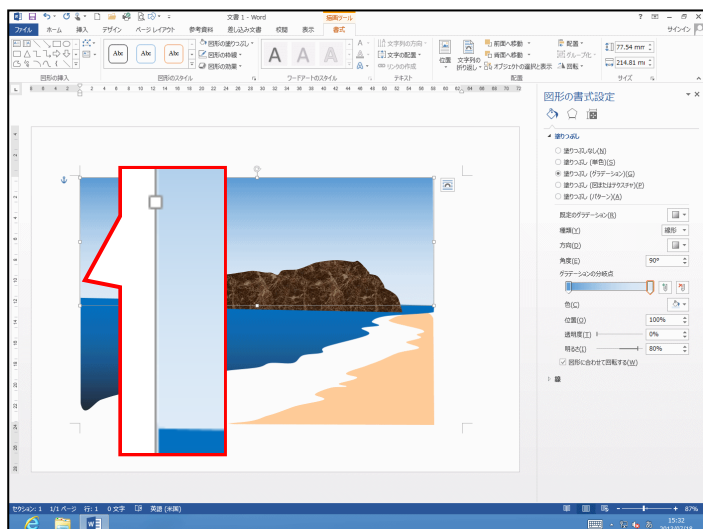 文書 1 - Word
描画ツール
サインイン
ファイル ホーム 挿入 デザイン ページ レイアウト 参考資料 差し込み文書 校閲 表示 書式
Abc Abc Abc
図形の塗りつぶし
図形の枠線
図形の効果
A A A
文字列の方向
文字の配置
リンクの作成
位置 文字列の折り返し
前面へ移動
背面へ移動
オブジェクトの選択と表示
配置
グループ化
回転
77.54 mm
214.81 mi
図形の挿入 図形のスタイル ワードアートのスタイル テキスト 配置 サイズ
図形の書式設定
塗りつぶし
塗りつぶしなし(N)
塗りつぶし (単色)(S)
塗りつぶし (グラデーション)(G)
塗りつぶし (図またはテクスチャ)(P)
塗りつぶし (パターン)(A)
既定のグラデーション(R)
種類(Y) 線形
方向(D)
角度(E) 90°
グラデーションの分岐点
色(C)
位置(O) 100%
透明度(T) 0%
明るさ(I) 80%
図形に合わせて回転する(W)
線
セクション: 1 1/1 ページ 行: 1 0 文字 英語 (米国)
87%
あ 15:32